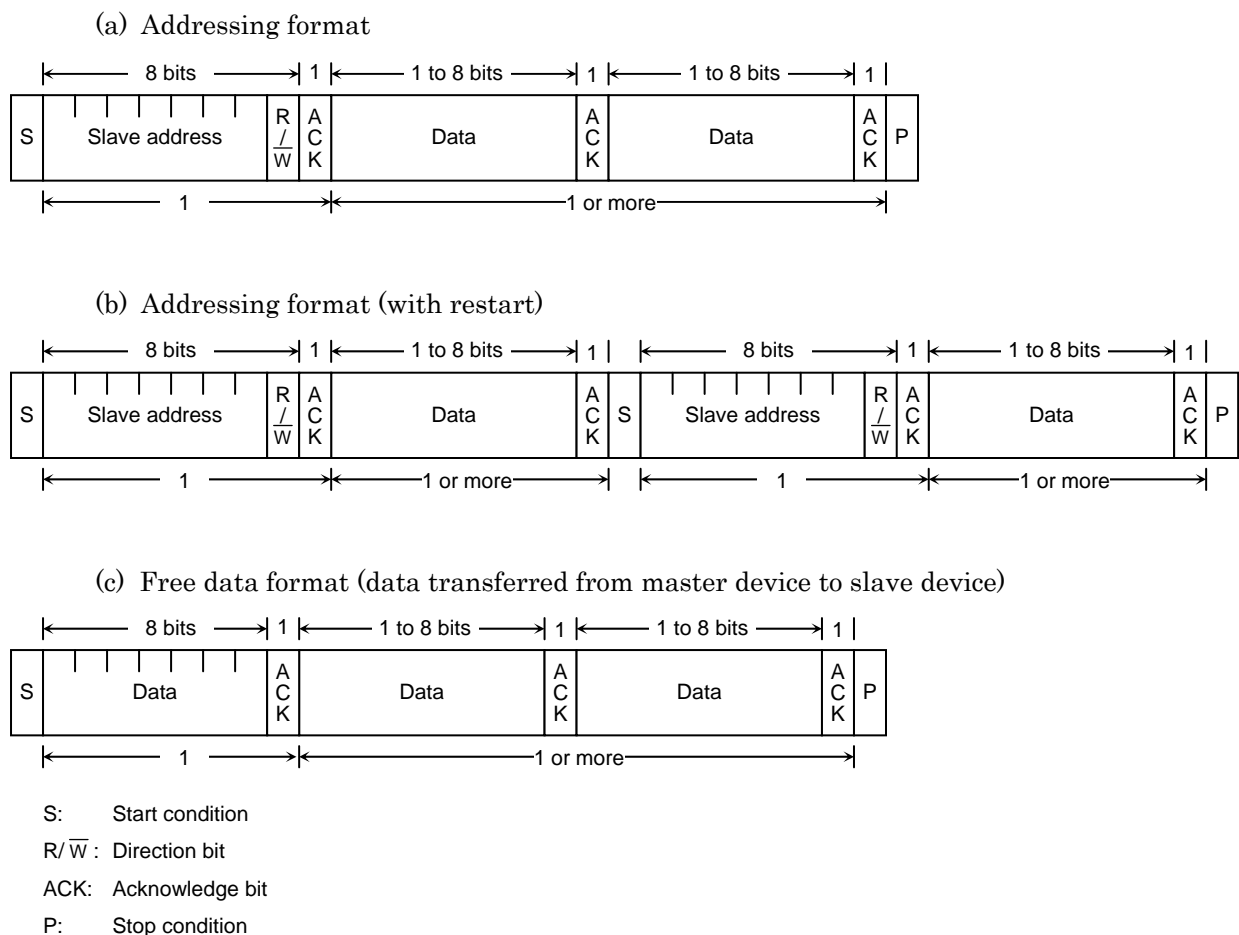 (a) Addressing format
8 bits 1 1 to 8 bits 1 1 to 8 bits 1
S Slave address R/W̅ ACK Data ACK Data ACK P
1 1 or more
(b) Addressing format (with restart)
8 bits 1 1 to 8 bits 1 8 bits 1 1 to 8 bits 1
S Slave address R/W̅ ACK Data ACK S Slave address R/W̅ ACK Data ACK P
1 1 or more 1 1 or more
(c) Free data format (data transferred from master device to slave device)
8 bits 1 1 to 8 bits 1 1 to 8 bits 1
S Data ACK Data ACK Data ACK P
1 1 or more
S: Start condition
R/W̅: Direction bit
ACK: Acknowledge bit
P: Stop condition